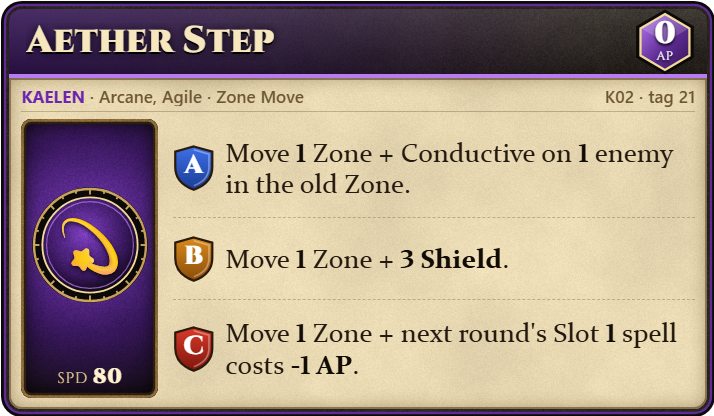 AETHER STEP
0
AP
KAELEN · Arcane, Agile · Zone Move
K02 · tag 21
A
Move 1 Zone + Conductive on 1 enemy
in the old Zone.
B
Move 1 Zone + 3 Shield.
C
Move 1 Zone + next round's Slot 1 spell
costs -1 AP.
SPD 80